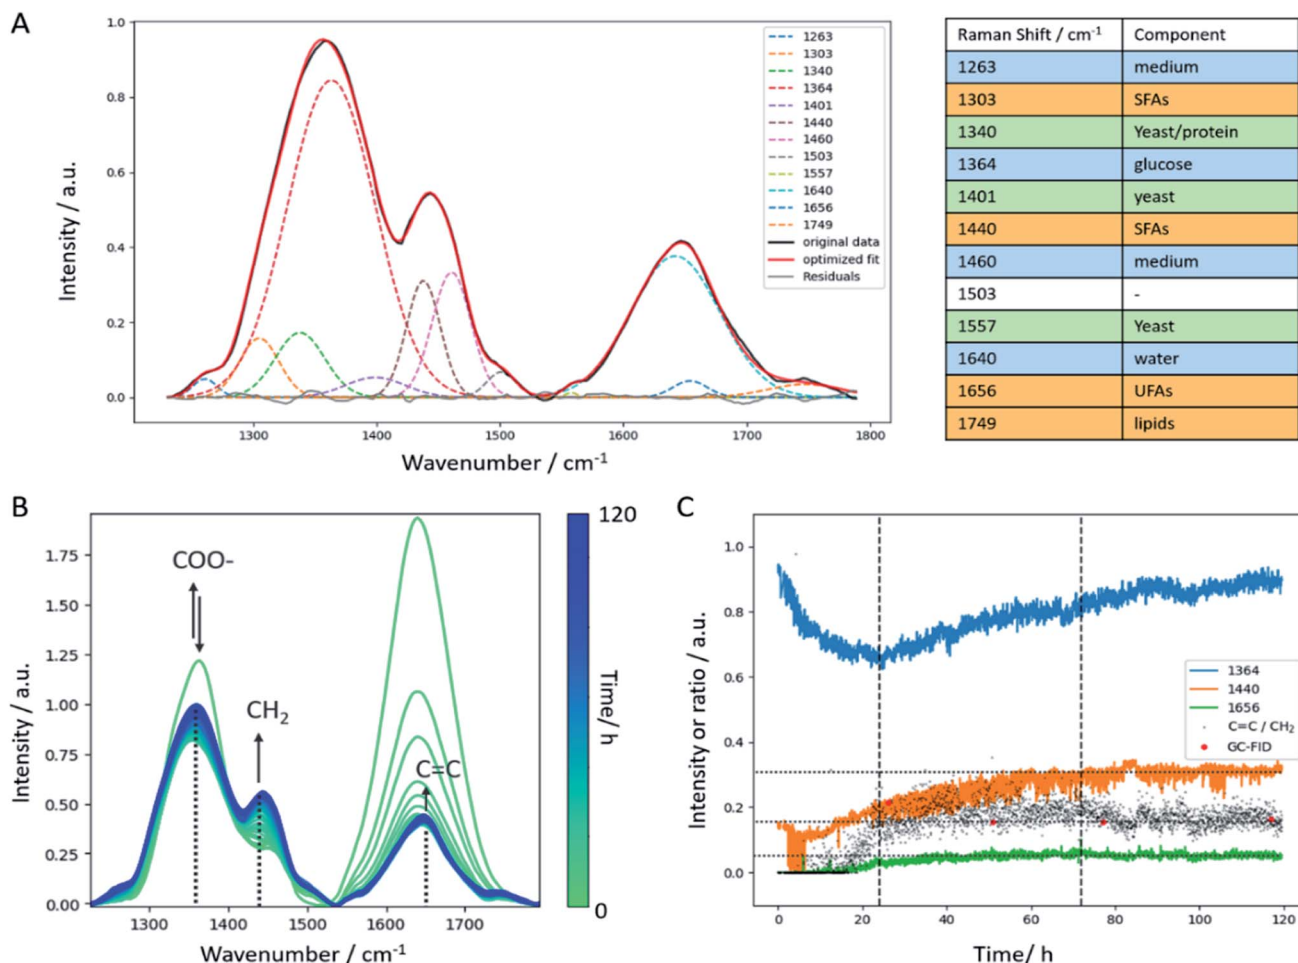 A
Intensity / a.u.
1.0
0.8
0.6
0.4
0.2
0.0
1300
1400
1500
1600
1700
1800
Wavenumber / cm⁻¹
1263
1303
1340
1364
1401
1440
1460
1503
1557
1640
1656
1749
original data
optimized fit
Residuals
Raman Shift / cm⁻¹ Component
1263 medium
1303 SFAs
1340 Yeast/protein
1364 glucose
1401 yeast
1440 SFAs
1460 medium
1503 -
1557 Yeast
1640 water
1656 UFAs
1749 lipids
B
Intensity / a.u.
1.75
1.50
1.25
1.00
0.75
0.50
0.25
0.00
1300
1400
1500
1600
1700
Wavenumber / cm⁻¹
COO-
CH₂
C=C
120
Time/ h
0
C
Intensity or ratio / a.u.
1.0
0.8
0.6
0.4
0.2
0.0
0
20
40
60
80
100
120
Time/ h
1364
1440
1656
C=C / CH₂
GC-FID